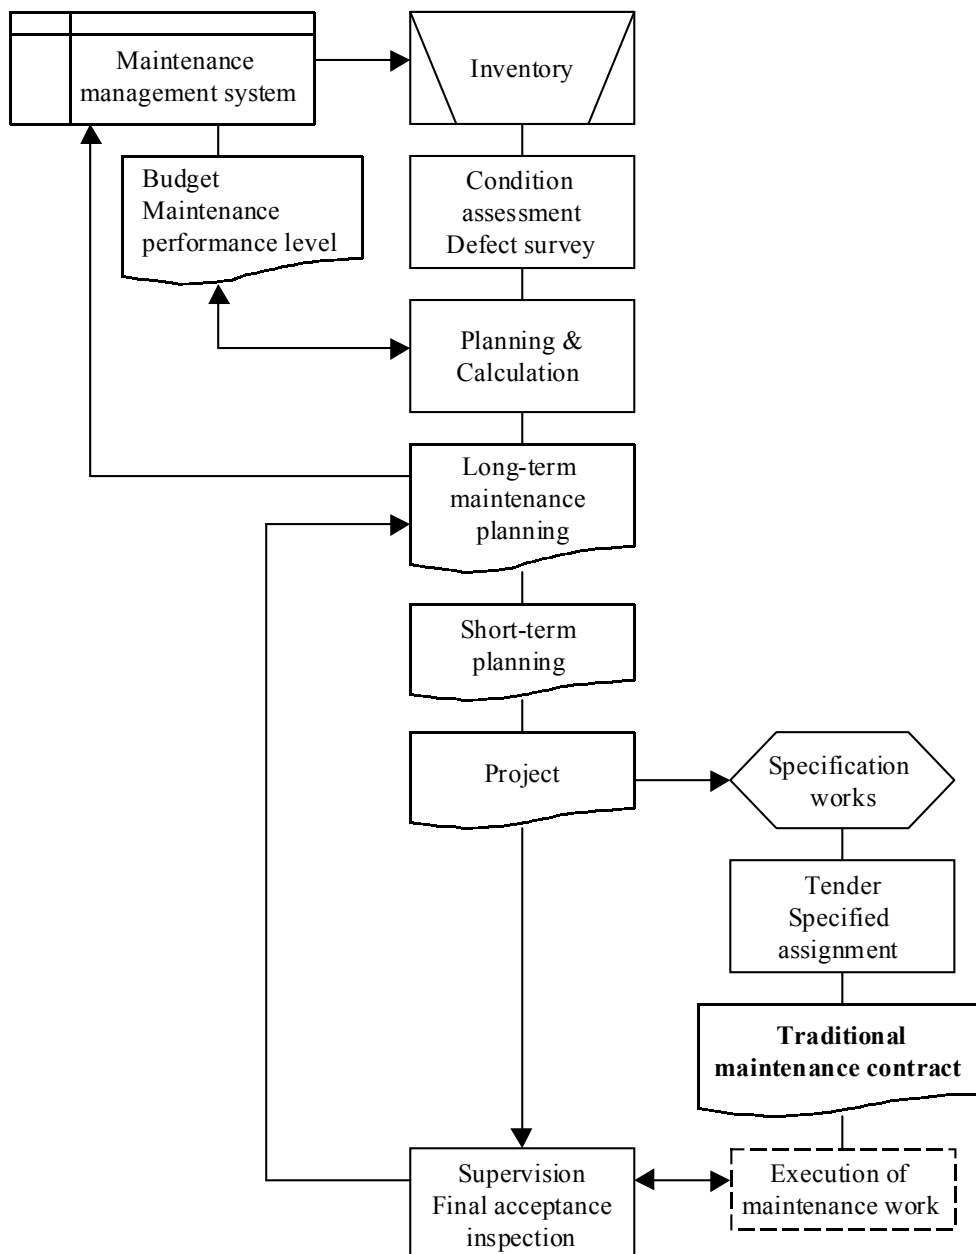 Maintenance
management system
Inventory
Budget
Maintenance
performance level
Condition
assessment
Defect survey
Planning &
Calculation
Long-term
maintenance
planning
Short-term
planning
Project
Specification
works
Tender
Specified
assignment
Traditional
maintenance contract
Supervision
Final acceptance
inspection
Execution of
maintenance work